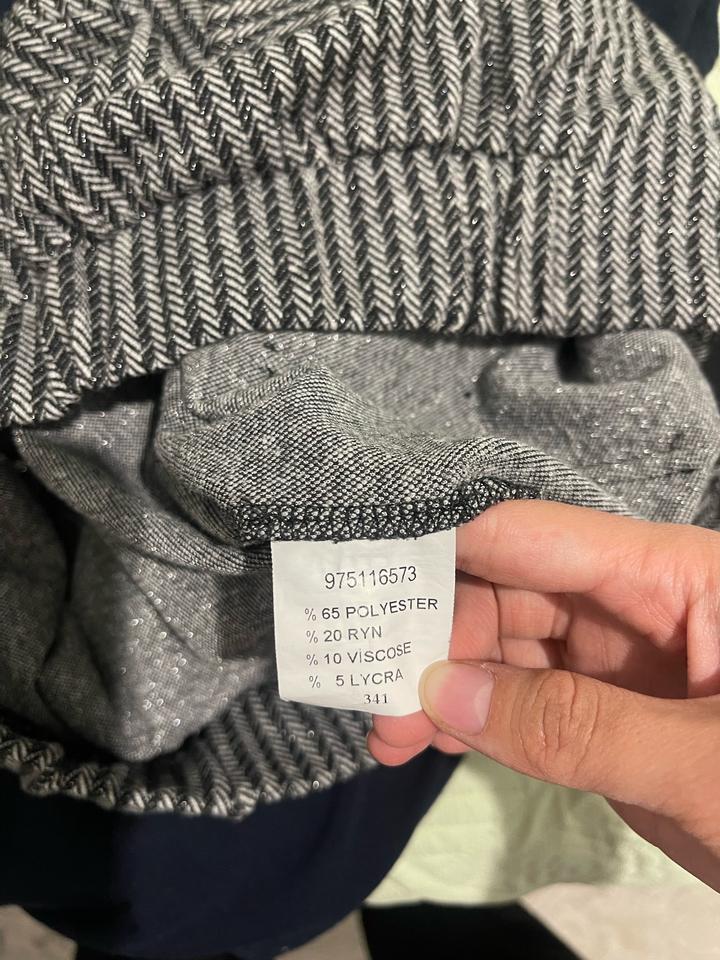 975116573
% 65 POLYESTER
% 20 RYN
% 10 VİSCOSE
% 5 LYCRA
341